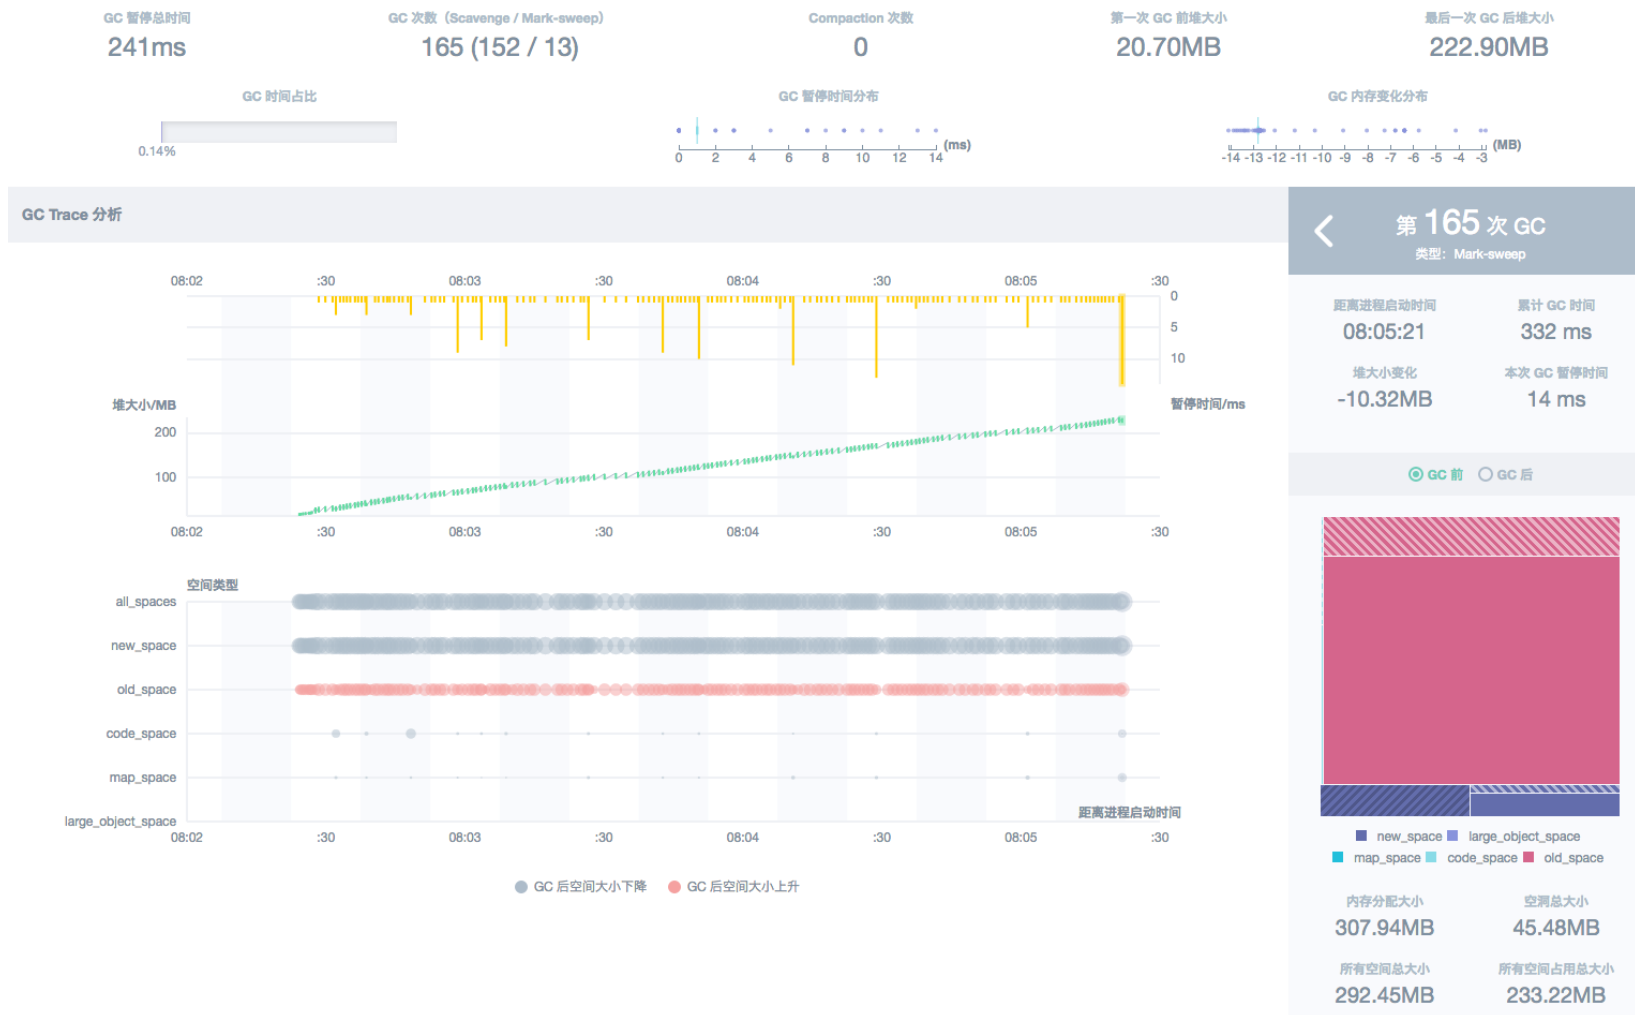 GC 暂停总时间
241ms
GC 次数（Scavenge / Mark-sweep）
165 (152 / 13)
Compaction 次数
0
第一次 GC 前堆大小
20.70MB
最后一次 GC 后堆大小
222.90MB
GC 时间占比
0.14%
GC 暂停时间分布
0 2 4 6 8 10 12 14 (ms)
GC 内存变化分布
-14 -13 -12 -11 -10 -9 -8 -7 -6 -5 -4 -3 (MB)
GC Trace 分析
08:02 :30 08:03 :30 08:04 :30 08:05 :30
0
5
10
堆大小/MB
暂停时间/ms
200
100
08:02 :30 08:03 :30 08:04 :30 08:05 :30
空间类型
all_spaces
new_space
old_space
code_space
map_space
large_object_space
距离进程启动时间
08:02 :30 08:03 :30 08:04 :30 08:05 :30
GC 后空间大小下降 GC 后空间大小上升
第 165 次 GC
类型：Mark-sweep
距离进程启动时间
08:05:21
累计 GC 时间
332 ms
堆大小变化
-10.32MB
本次 GC 暂停时间
14 ms
GC 前 GC 后
new_space large_object_space
map_space code_space old_space
内存分配大小
307.94MB
空洞总大小
45.48MB
所有空间总大小
292.45MB
所有空间占用总大小
233.22MB